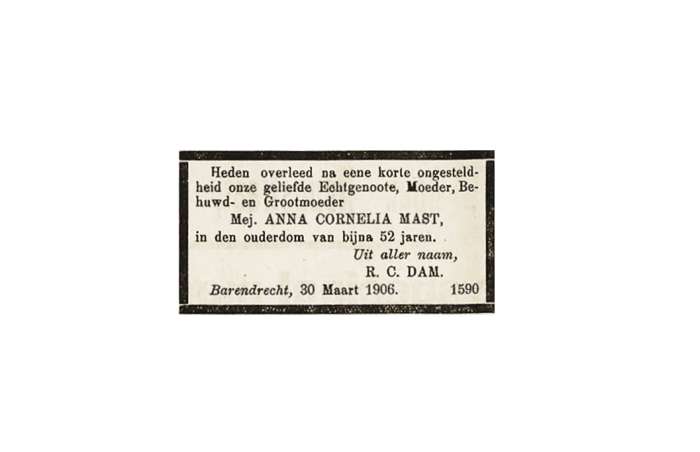 Heden overleed na eene korte ongesteld-
heid onze geliefde Echtgenoote, Moeder, Be-
huwd- en Grootmoeder
Mej. ANNA CORNELIA MAST,
in den ouderdom van bijna 52 jaren.
Uit aller naam,
R. C. DAM.
Barendrecht, 30 Maart 1906. 1590